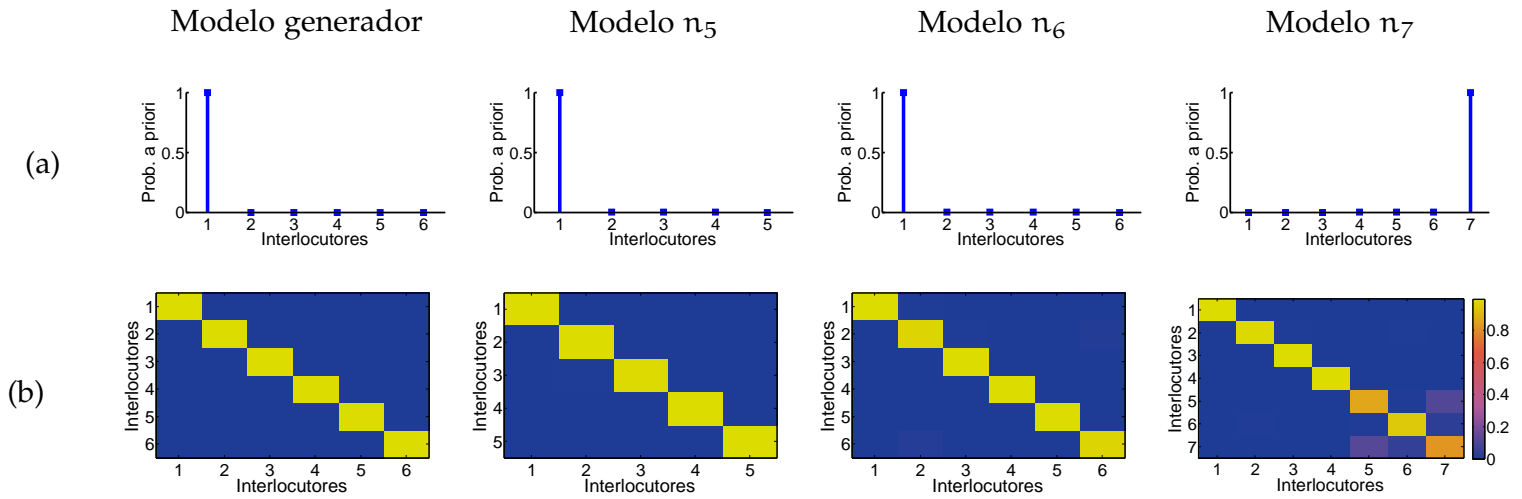 Modelo generador
Modelo n5
Modelo n6
Modelo n7
(a)
Prob. a priori
1
0.5
0
1 2 3 4 5 6
Interlocutores
Prob. a priori
1
0.5
0
1 2 3 4 5
Interlocutores
Prob. a priori
1
0.5
0
1 2 3 4 5 6
Interlocutores
Prob. a priori
1
0.5
0
1 2 3 4 5 6 7
Interlocutores
(b)
Interlocutores
1
2
3
4
5
6
1 2 3 4 5 6
Interlocutores
Interlocutores
1
2
3
4
5
1 2 3 4 5
Interlocutores
Interlocutores
1
2
3
4
5
6
1 2 3 4 5 6
Interlocutores
Interlocutores
1
2
3
4
5
6
7
1 2 3 4 5 6 7
Interlocutores
0.8
0.6
0.4
0.2
0